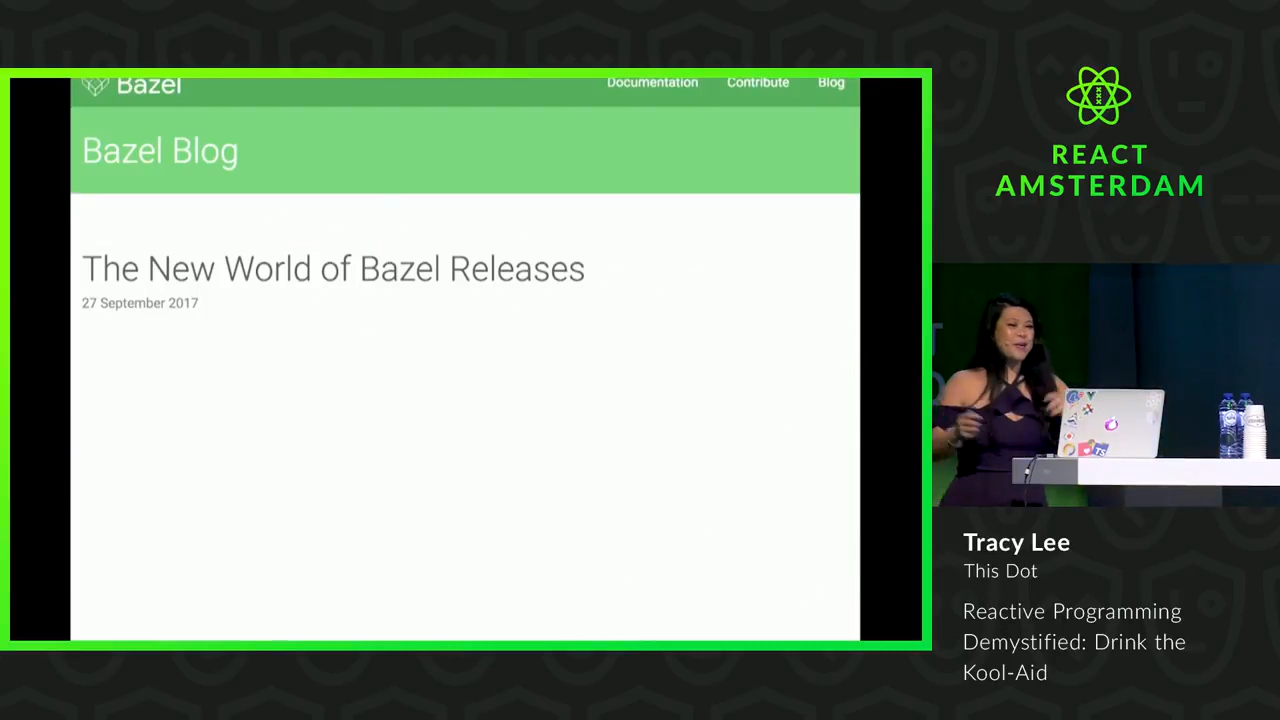 Bazel
Documentation Contribute Blog
Bazel Blog
The New World of Bazel Releases
27 September 2017
REACT
AMSTERDAM
TS
Tracy Lee
This Dot
Reactive Programming
Demystified: Drink the
Kool-Aid